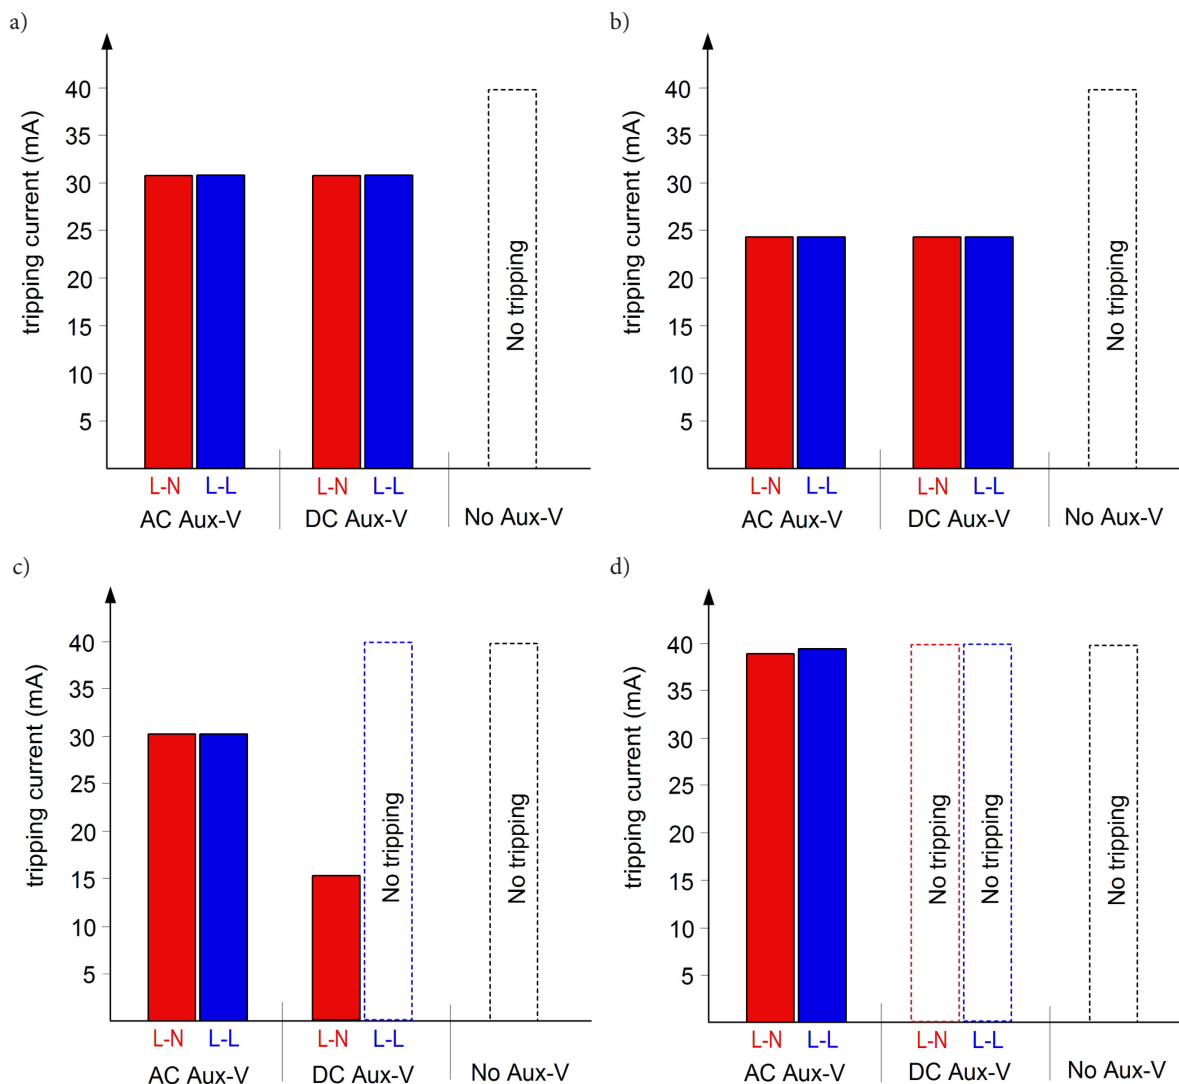 a)
tripping current (mA)
40
35
30
25
20
15
10
5
No tripping
L-N L-L L-N L-L
AC Aux-V DC Aux-V No Aux-V
b)
tripping current (mA)
40
35
30
25
20
15
10
5
No tripping
L-N L-L L-N L-L
AC Aux-V DC Aux-V No Aux-V
c)
tripping current (mA)
40
35
30
25
20
15
10
5
No tripping
No tripping
L-N L-L L-N L-L
AC Aux-V DC Aux-V No Aux-V
d)
tripping current (mA)
40
35
30
25
20
15
10
5
No tripping
No tripping
No tripping
L-N L-L L-N L-L
AC Aux-V DC Aux-V No Aux-V